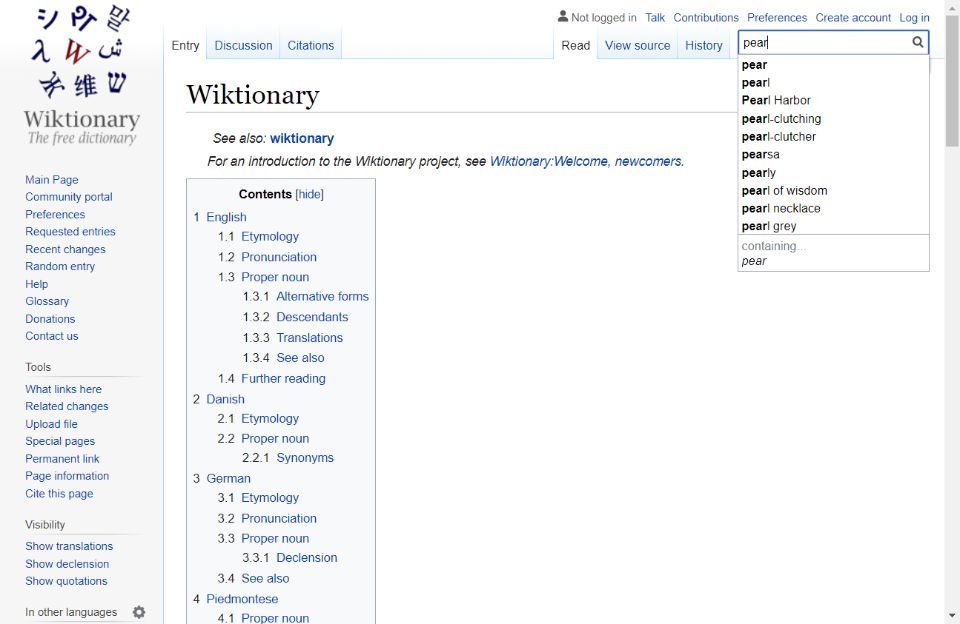 Wiktionary
The free dictionary
Not logged in Talk Contributions Preferences Create account Log in
Entry Discussion Citations Read View source History
pear
pear
pearl
Pearl Harbor
pearl-clutching
pearl-clutcher
pearsa
pearly
pearl of wisdom
pearl necklace
pearl grey
containing...
pear
Wiktionary
See also: wiktionary
For an introduction to the Wiktionary project, see Wiktionary:Welcome, newcomers.
Contents [hide]
1 English
1.1 Etymology
1.2 Pronunciation
1.3 Proper noun
1.3.1 Alternative forms
1.3.2 Descendants
1.3.3 Translations
1.3.4 See also
1.4 Further reading
2 Danish
2.1 Etymology
2.2 Proper noun
2.2.1 Synonyms
3 German
3.1 Etymology
3.2 Pronunciation
3.3 Proper noun
3.3.1 Declension
3.4 See also
4 Piedmontese
4.1 Proper noun
Main Page
Community portal
Preferences
Requested entries
Recent changes
Random entry
Help
Glossary
Donations
Contact us
Tools
What links here
Related changes
Upload file
Special pages
Permanent link
Page information
Cite this page
Visibility
Show translations
Show declension
Show quotations
In other languages